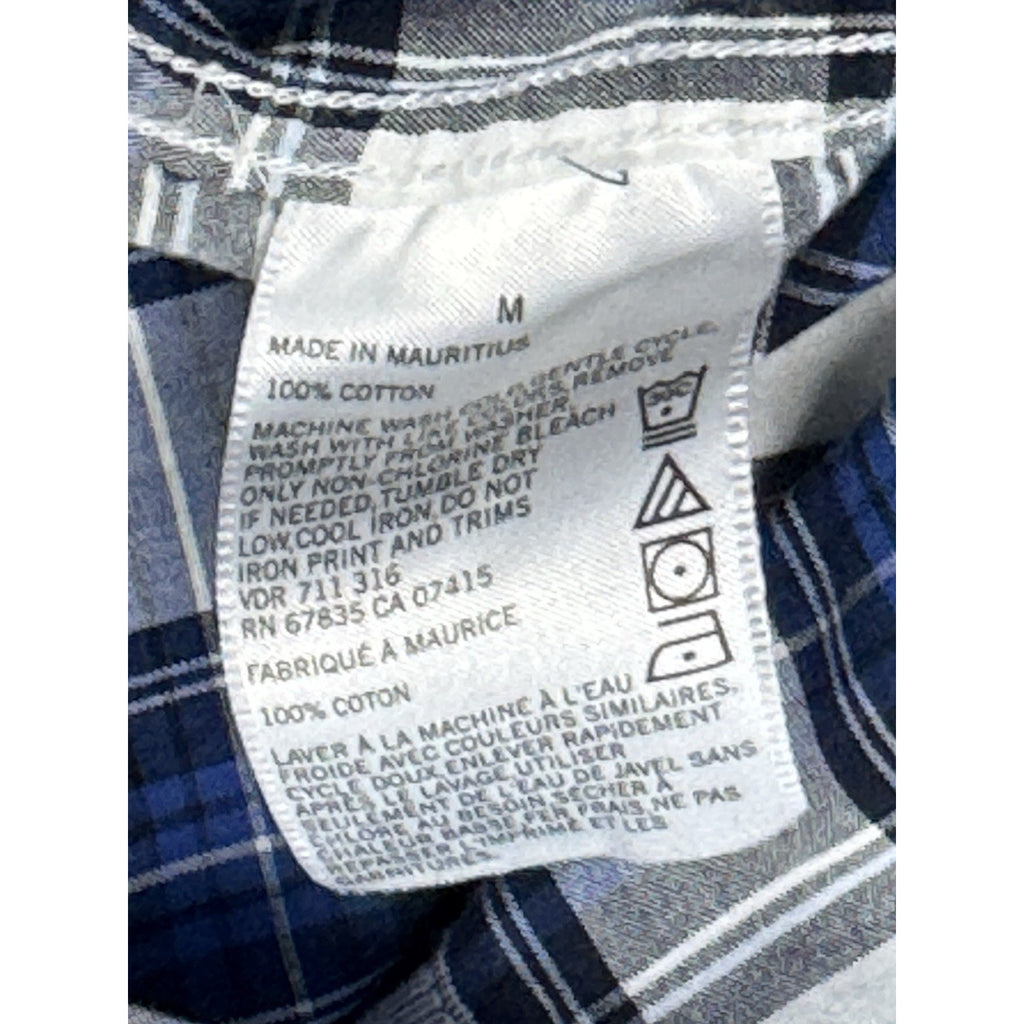 M
MADE IN MAURITIUS
100% COTTON
MACHINE WASH COLD, GENTLE CYCLE,
WASH WITH LIKE COLORS, REMOVE
PROMPTLY FROM WASHER
ONLY NON CHLORINE BLEACH
IF NEEDED, TUMBLE DRY
LOW, COOL IRON, DO NOT
IRON PRINT AND TRIMS
VDR 711 316
RN 67835 CA 07415
30C
FABRIQUÉ À MAURICE
100% COTON
LAVER À LA MACHINE À L'EAU
FROIDE AVEC COULEURS SIMILAIRES,
CYCLE DOUX, ENLEVER RAPIDEMENT
APRÈS LE LAVAGE, UTILISER
SEULEMENT DE L'EAU DE JAVEL SANS
CHLORE, AU BESOIN SÉCHER À
CHALEUR BASSE, FER FRAIS, NE PAS
REPASSER L'IMPRIMÉ ET LES